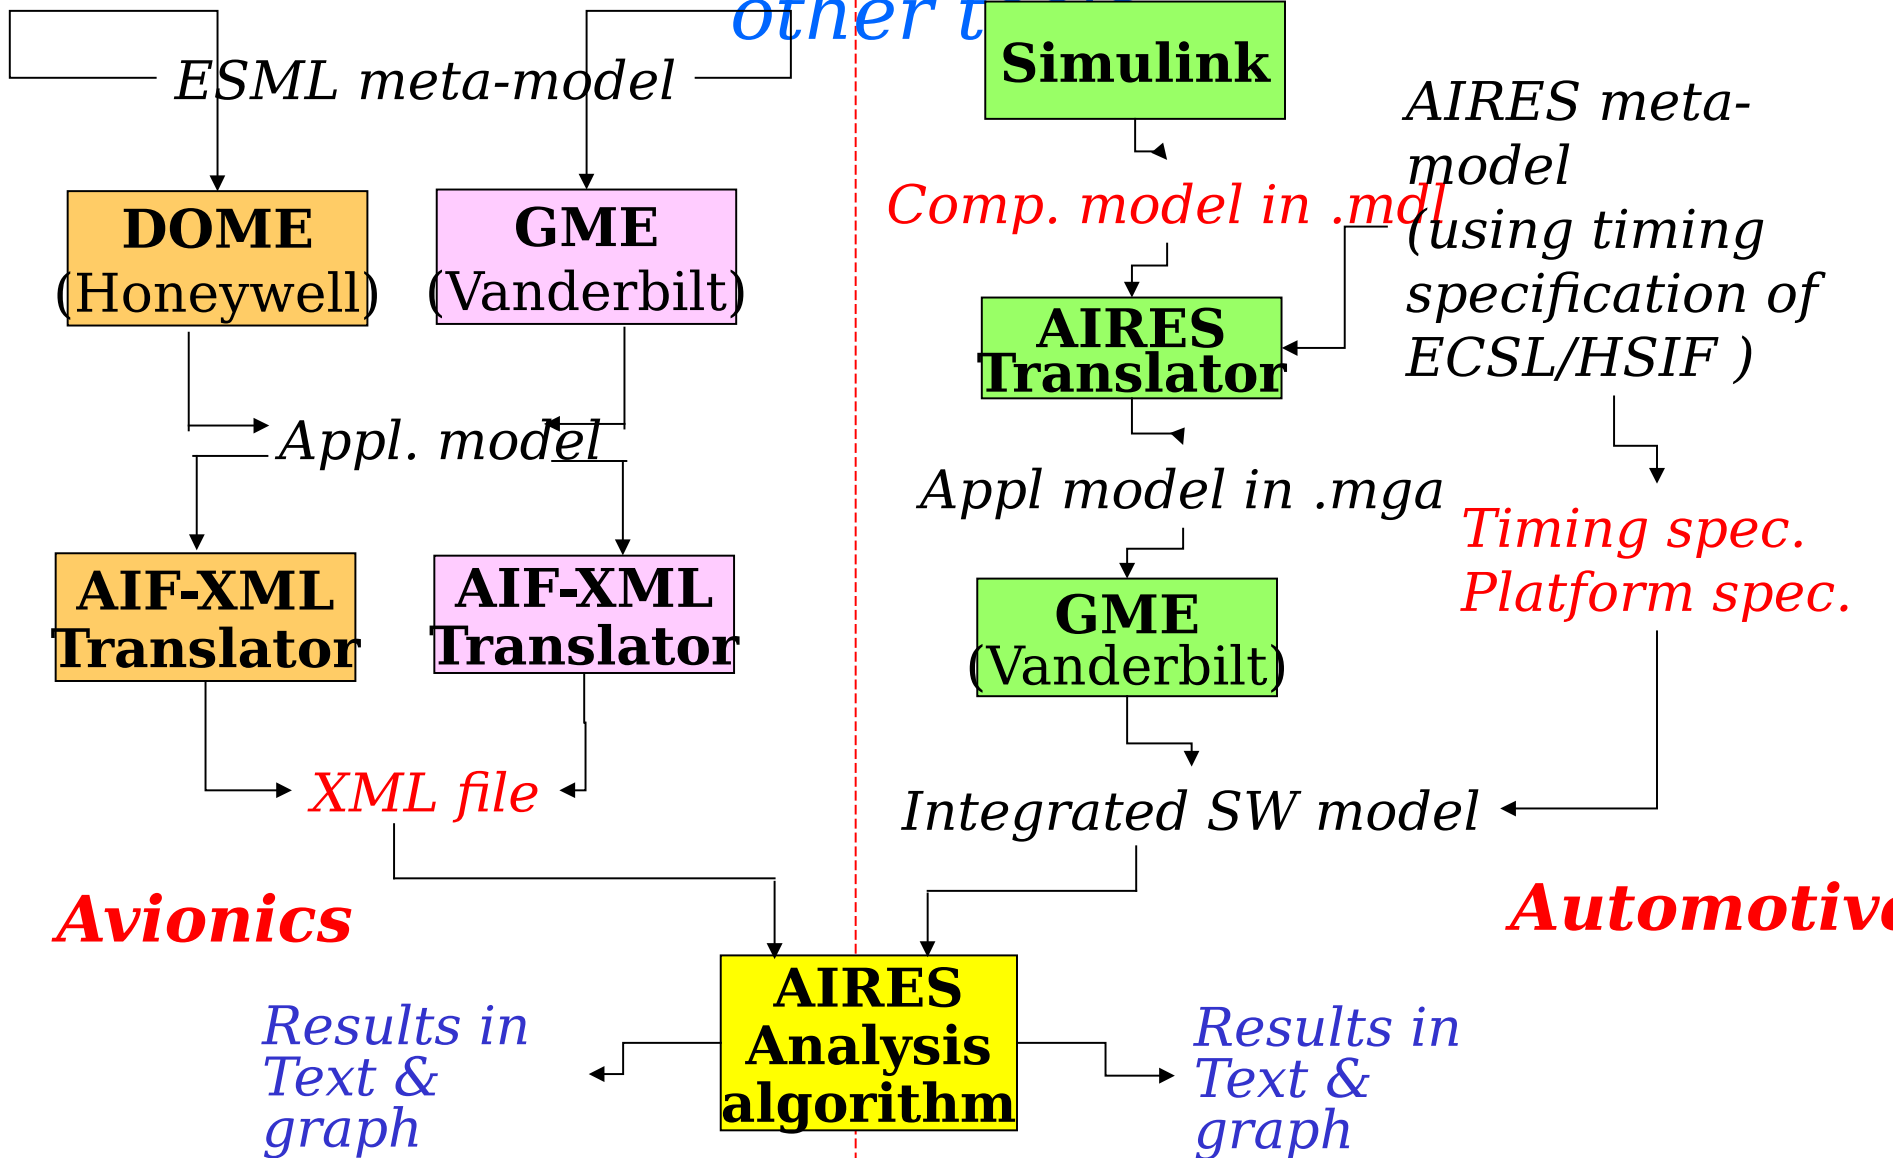 other
ESML meta-model
DOME
(Honeywell)
GME
(Vanderbilt)
Appl. model
AIF-XML
Translator
AIF-XML
Translator
XML file
Avionics
Simulink
Comp. model in .mdl
AIRES meta-
model
(using timing
specification of
ECSL/HSIF )
AIRES
Translator
Appl model in .mga
Timing spec.
Platform spec.
GME
(Vanderbilt)
Integrated SW model
Automotive
AIRES
Analysis
algorithm
Results in
Text &
graph
Results in
Text &
graph